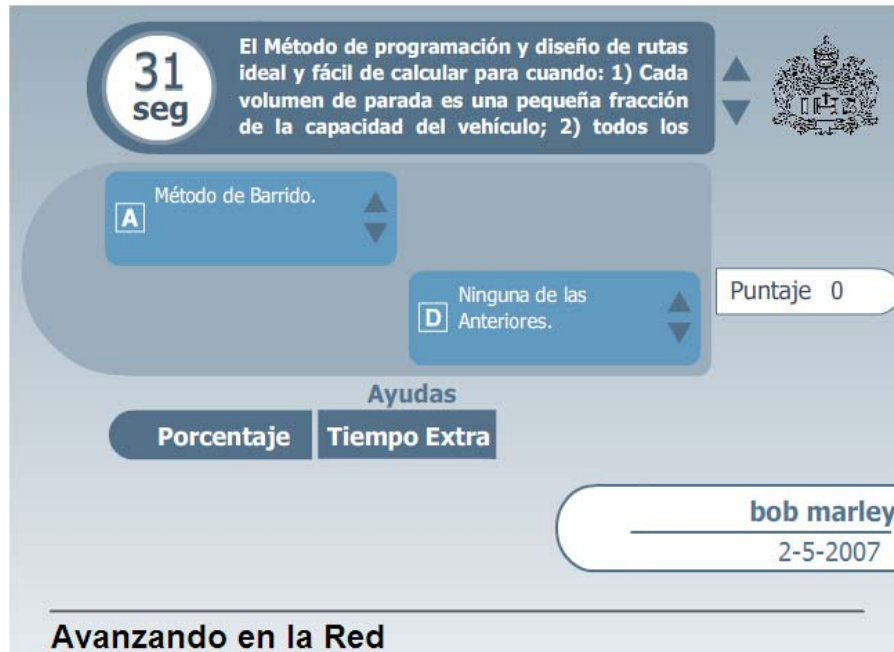 31
seg
El Método de programación y diseño de rutas
ideal y fácil de calcular para cuando: 1) Cada
volumen de parada es una pequeña fracción
de la capacidad del vehículo; 2) todos los
A
Método de Barrido.
D
Ninguna de las
Anteriores.
Puntaje 0
Ayudas
Porcentaje
Tiempo Extra
bob marley
2-5-2007
Avanzando en la Red